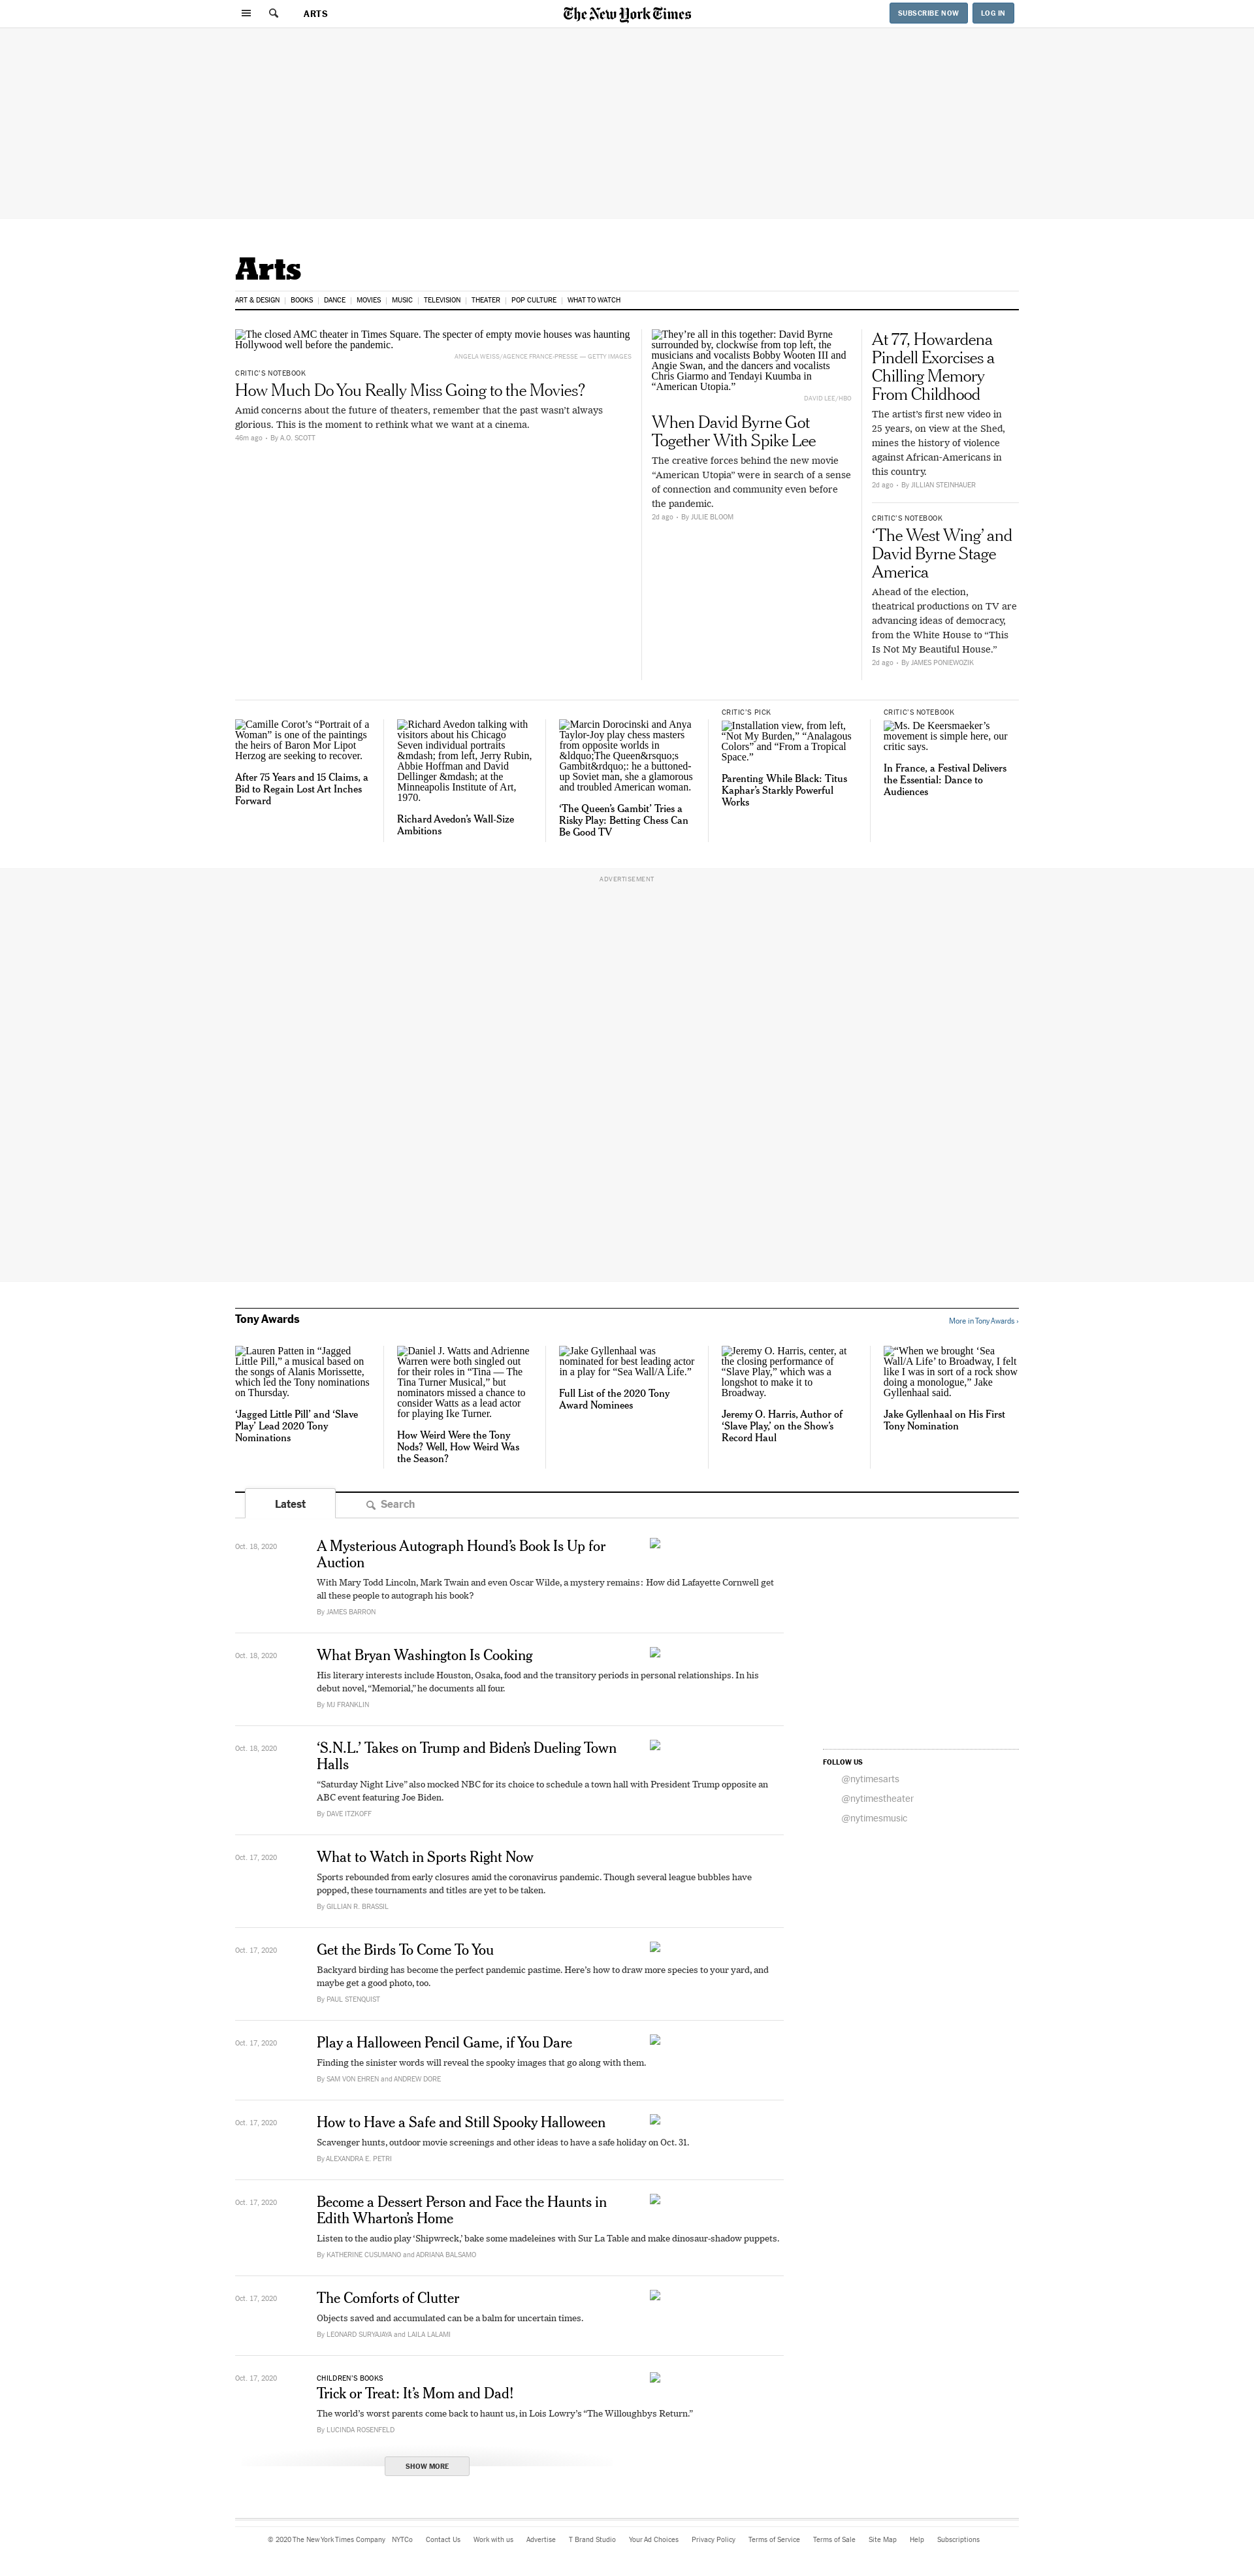 ARTS
The New York Times
SUBSCRIBE NOW
LOG IN
Arts
ART & DESIGN
BOOKS
DANCE
MOVIES
MUSIC
TELEVISION
THEATER
POP CULTURE
WHAT TO WATCH
The closed AMC theater in Times Square. The specter of empty movie houses was haunting
Hollywood well before the pandemic.
ANGELA WEISS/AGENCE FRANCE-PRESSE — GETTY IMAGES
CRITIC'S NOTEBOOK
How Much Do You Really Miss Going to the Movies?
Amid concerns about the future of theaters, remember that the past wasn't always
glorious. This is the moment to rethink what we want at a cinema.
46m ago • By A.O. SCOTT
They're all in this together: David Byrne
surrounded by, clockwise from top left, the
musicians and vocalists Bobby Wooten III and
Angie Swan, and the dancers and vocalists
Chris Giarmo and Tendayi Kuumba in
“American Utopia.”
DAVID LEE/HBO
When David Byrne Got
Together With Spike Lee
The creative forces behind the new movie
“American Utopia” were in search of a sense
of connection and community even before
the pandemic.
2d ago • By JULIE BLOOM
At 77, Howardena
Pindell Exorcises a
Chilling Memory
From Childhood
The artist's first new video in
25 years, on view at the Shed,
mines the history of violence
against African-Americans in
this country.
2d ago • By JILLIAN STEINHAUER
CRITIC'S NOTEBOOK
‘The West Wing’ and
David Byrne Stage
America
Ahead of the election,
theatrical productions on TV are
advancing ideas of democracy,
from the White House to “This
Is Not My Beautiful House.”
2d ago • By JAMES PONIEWOZIK
Camille Corot's “Portrait of a
Woman” is one of the paintings
the heirs of Baron Mor Lipot
Herzog are seeking to recover.
After 75 Years and 15 Claims, a
Bid to Regain Lost Art Inches
Forward
Richard Avedon talking with
visitors about his Chicago
Seven individual portraits
&mdash; from left, Jerry Rubin,
Abbie Hoffman and David
Dellinger &mdash; at the
Minneapolis Institute of Art,
1970.
Richard Avedon's Wall-Size
Ambitions
Marcin Dorocinski and Anya
Taylor-Joy play chess masters
from opposite worlds in
&ldquo;The Queen&rsquo;s
Gambit&rdquo;: he a buttoned-
up Soviet man, she a glamorous
and troubled American woman.
‘The Queen's Gambit’ Tries a
Risky Play: Betting Chess Can
Be Good TV
CRITIC'S PICK
Installation view, from left,
“Not My Burden,” “Analagous
Colors” and “From a Tropical
Space.”
Parenting While Black: Titus
Kaphar's Starkly Powerful
Works
CRITIC'S NOTEBOOK
Ms. De Keersmaeker's
movement is simple here, our
critic says.
In France, a Festival Delivers
the Essential: Dance to
Audiences
ADVERTISEMENT
Tony Awards
More in Tony Awards ›
Lauren Patten in “Jagged
Little Pill,” a musical based on
the songs of Alanis Morissette,
which led the Tony nominations
on Thursday.
‘Jagged Little Pill’ and ‘Slave
Play’ Lead 2020 Tony
Nominations
Daniel J. Watts and Adrienne
Warren were both singled out
for their roles in “Tina — The
Tina Turner Musical,” but
nominators missed a chance to
consider Watts as a lead actor
for playing Ike Turner.
How Weird Were the Tony
Nods? Well, How Weird Was
the Season?
Jake Gyllenhaal was
nominated for best leading actor
in a play for “Sea Wall/A Life.”
Full List of the 2020 Tony
Award Nominees
Jeremy O. Harris, center, at
the closing performance of
“Slave Play,” which was a
longshot to make it to
Broadway.
Jeremy O. Harris, Author of
‘Slave Play,’ on the Show's
Record Haul
“When we brought ‘Sea
Wall/A Life’ to Broadway, I felt
like I was in sort of a rock show
doing a monologue,” Jake
Gyllenhaal said.
Jake Gyllenhaal on His First
Tony Nomination
Latest
Search
Oct. 18, 2020
A Mysterious Autograph Hound's Book Is Up for
Auction
With Mary Todd Lincoln, Mark Twain and even Oscar Wilde, a mystery remains: How did Lafayette Cornwell get
all these people to autograph his book?
By JAMES BARRON
Oct. 18, 2020
What Bryan Washington Is Cooking
His literary interests include Houston, Osaka, food and the transitory periods in personal relationships. In his
debut novel, “Memorial,” he documents all four.
By MJ FRANKLIN
Oct. 18, 2020
‘S.N.L.’ Takes on Trump and Biden's Dueling Town
Halls
“Saturday Night Live” also mocked NBC for its choice to schedule a town hall with President Trump opposite an
ABC event featuring Joe Biden.
By DAVE ITZKOFF
Oct. 17, 2020
What to Watch in Sports Right Now
Sports rebounded from early closures amid the coronavirus pandemic. Though several league bubbles have
popped, these tournaments and titles are yet to be taken.
By GILLIAN R. BRASSIL
Oct. 17, 2020
Get the Birds To Come To You
Backyard birding has become the perfect pandemic pastime. Here's how to draw more species to your yard, and
maybe get a good photo, too.
By PAUL STENQUIST
Oct. 17, 2020
Play a Halloween Pencil Game, if You Dare
Finding the sinister words will reveal the spooky images that go along with them.
By SAM VON EHREN and ANDREW DORE
Oct. 17, 2020
How to Have a Safe and Still Spooky Halloween
Scavenger hunts, outdoor movie screenings and other ideas to have a safe holiday on Oct. 31.
By ALEXANDRA E. PETRI
Oct. 17, 2020
Become a Dessert Person and Face the Haunts in
Edith Wharton's Home
Listen to the audio play ‘Shipwreck,’ bake some madeleines with Sur La Table and make dinosaur-shadow puppets.
By KATHERINE CUSUMANO and ADRIANA BALSAMO
Oct. 17, 2020
The Comforts of Clutter
Objects saved and accumulated can be a balm for uncertain times.
By LEONARD SURYAJAYA and LAILA LALAMI
Oct. 17, 2020
CHILDREN'S BOOKS
Trick or Treat: It's Mom and Dad!
The world's worst parents come back to haunt us, in Lois Lowry's “The Willoughbys Return.”
By LUCINDA ROSENFELD
SHOW MORE
FOLLOW US
@nytimesarts
@nytimestheater
@nytimesmusic
© 2020 The New York Times Company NYTCo Contact Us Work with us Advertise T Brand Studio Your Ad Choices Privacy Policy Terms of Service Terms of Sale Site Map Help Subscriptions